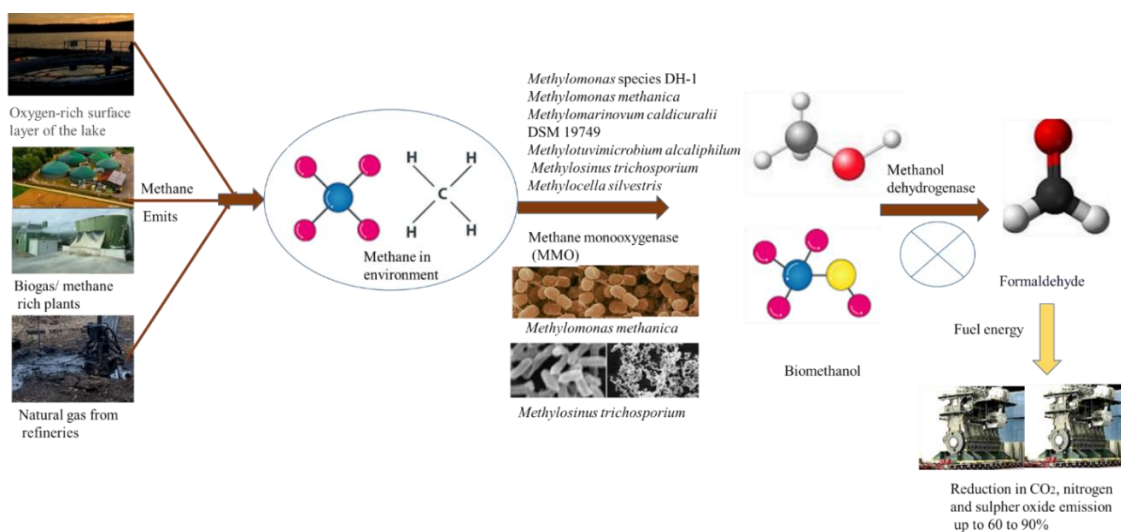 Oxygen-rich surface
layer of the lake
Biogas/ methane
rich plants
Natural gas from
refineries
Methane
Emits
H
H
C
H
H
Methane in
environment
Methylomonas species DH-1
Methylomonas methanica
Methylomarinovum caldicuralii
DSM 19749
Methylotuvimicrobium alcaliphilum
Methylosinus trichosporium
Methylocella silvestris
Methane monooxygenase
(MMO)
Methylomonas methanica
Methylosinus trichosporium
Biomethanol
Methanol
dehydrogenase
Formaldehyde
Fuel energy
Reduction in CO2, nitrogen
and sulpher oxide emission
up to 60 to 90%